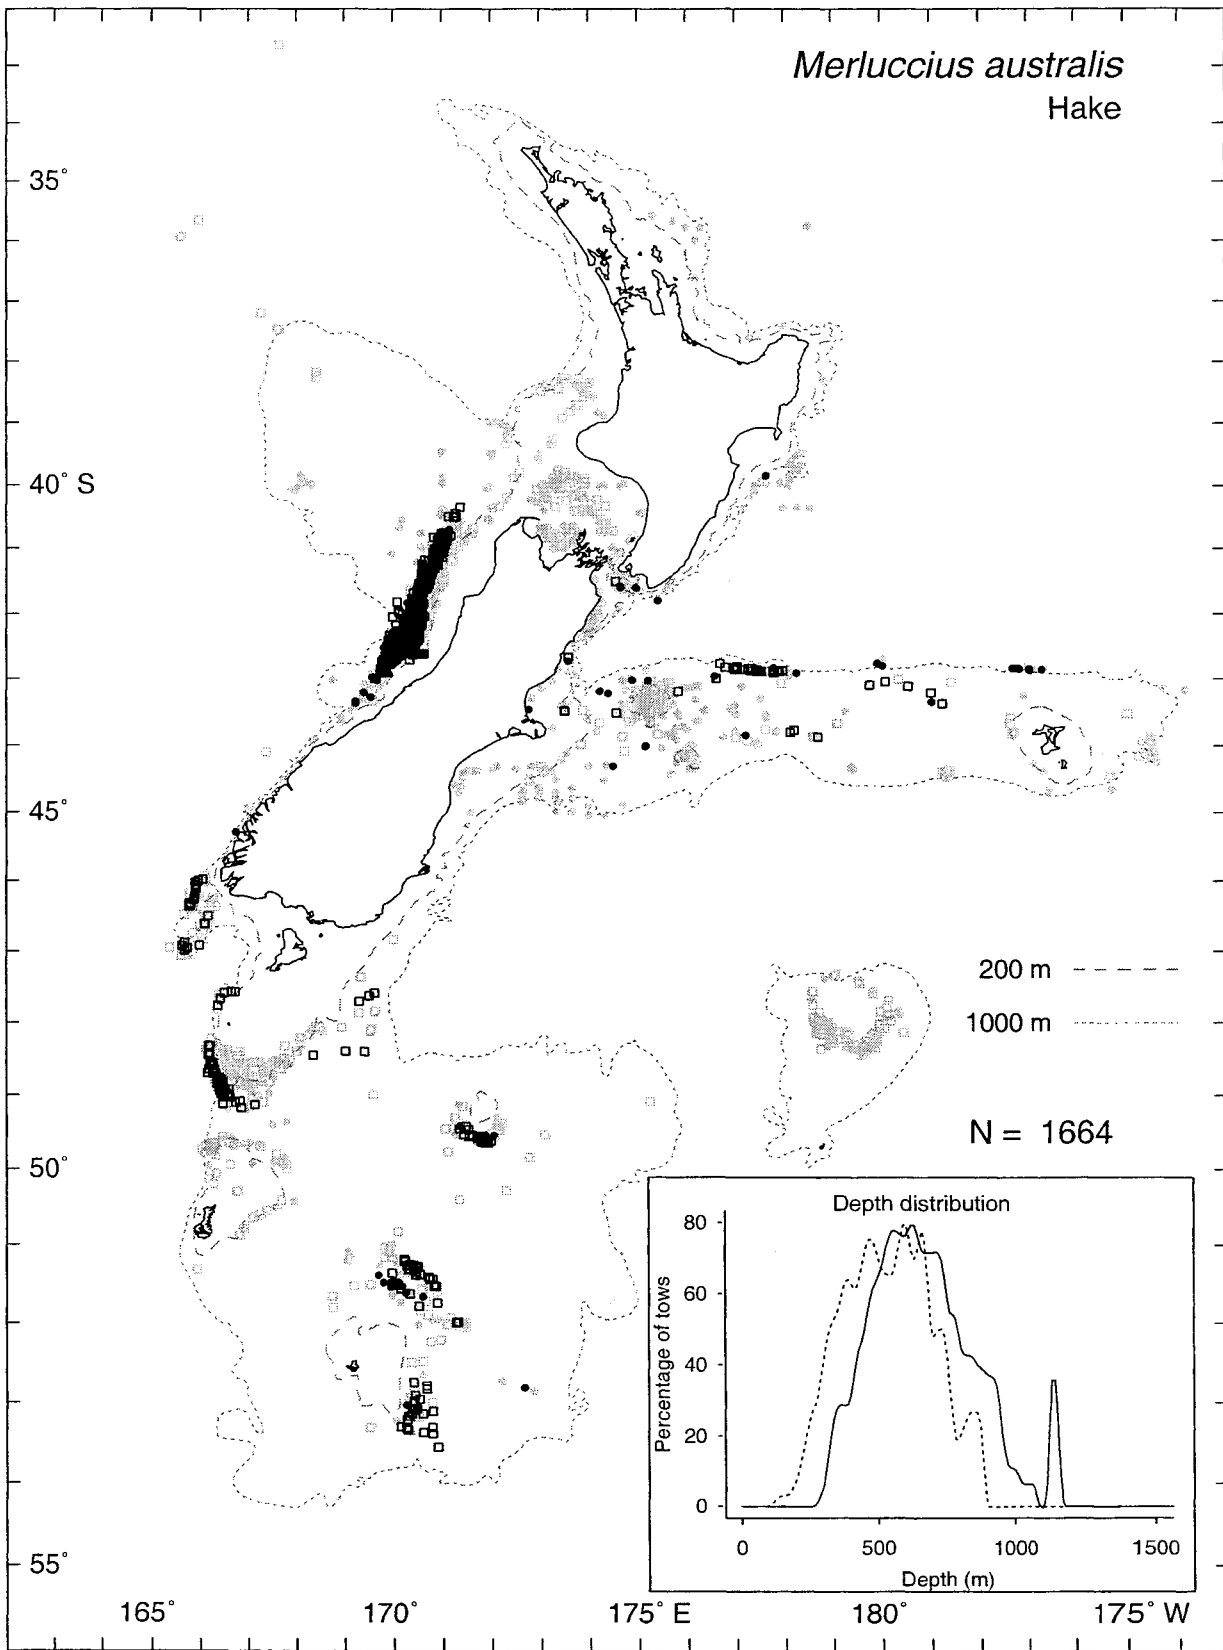 Merluccius australis
Hake
35°
40° S
45°
200 m
1000 m
N = 1664
50°
Depth distribution
80
60
40
20
0
Percentage of tows
0 500 1000 1500
Depth (m)
55°
165° 170° 175° E 180° 175° W